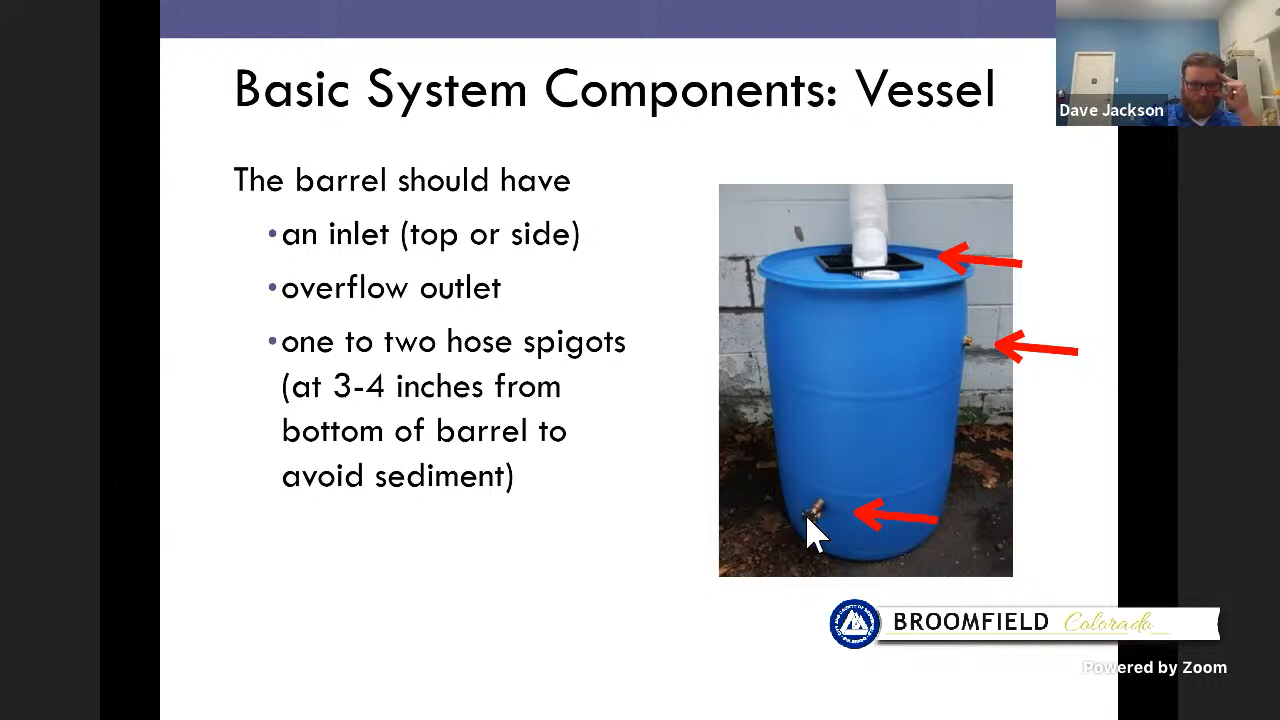 Basic System Components: Vessel
Dave Jackson
The barrel should have
•an inlet (top or side)
•overflow outlet
•one to two hose spigots
(at 3-4 inches from
bottom of barrel to
avoid sediment)
BROOMFIELD Colorado
Powered by Zoom